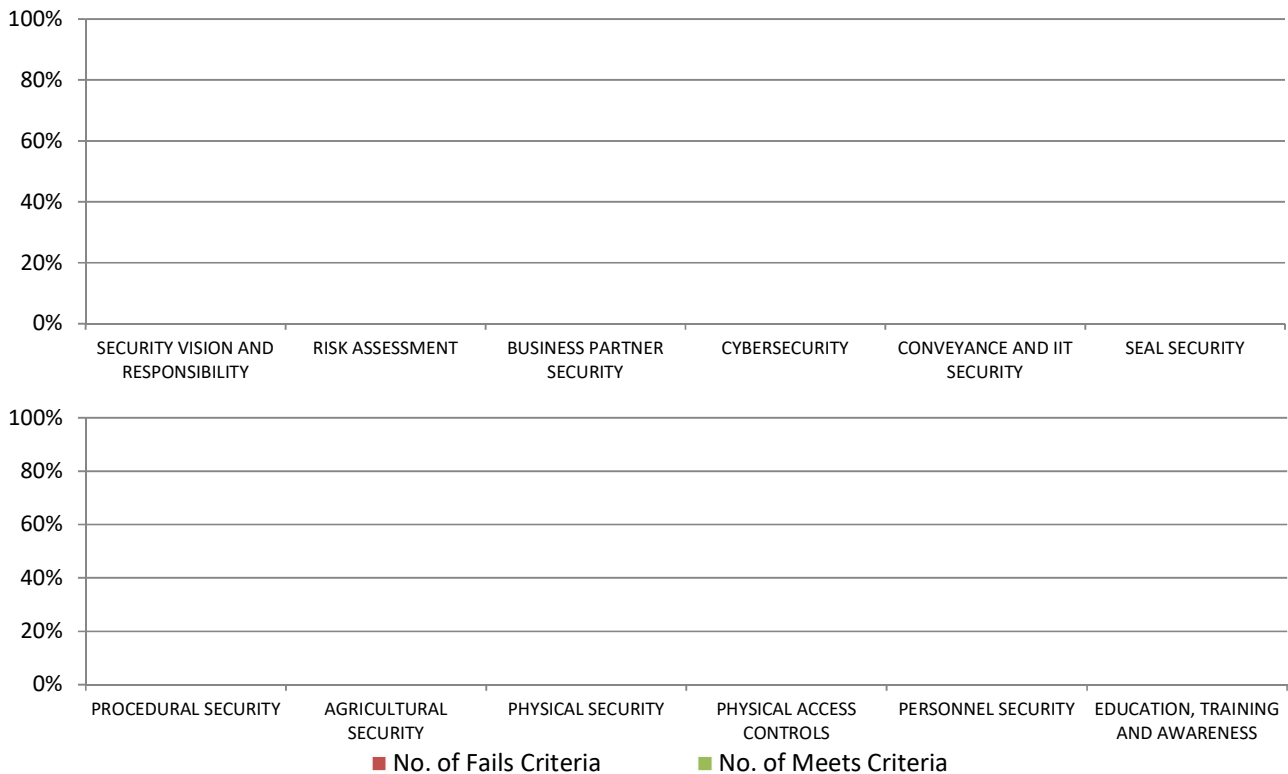 100%
80%
60%
40%
20%
0%
SECURITY VISION AND RESPONSIBILITY
RISK ASSESSMENT
BUSINESS PARTNER SECURITY
CYBERSECURITY
CONVEYANCE AND IIT SECURITY
SEAL SECURITY
100%
80%
60%
40%
20%
0%
PROCEDURAL SECURITY
AGRICULTURAL SECURITY
PHYSICAL SECURITY
PHYSICAL ACCESS CONTROLS
PERSONNEL SECURITY
EDUCATION, TRAINING AND AWARENESS
No. of Fails Criteria
No. of Meets Criteria